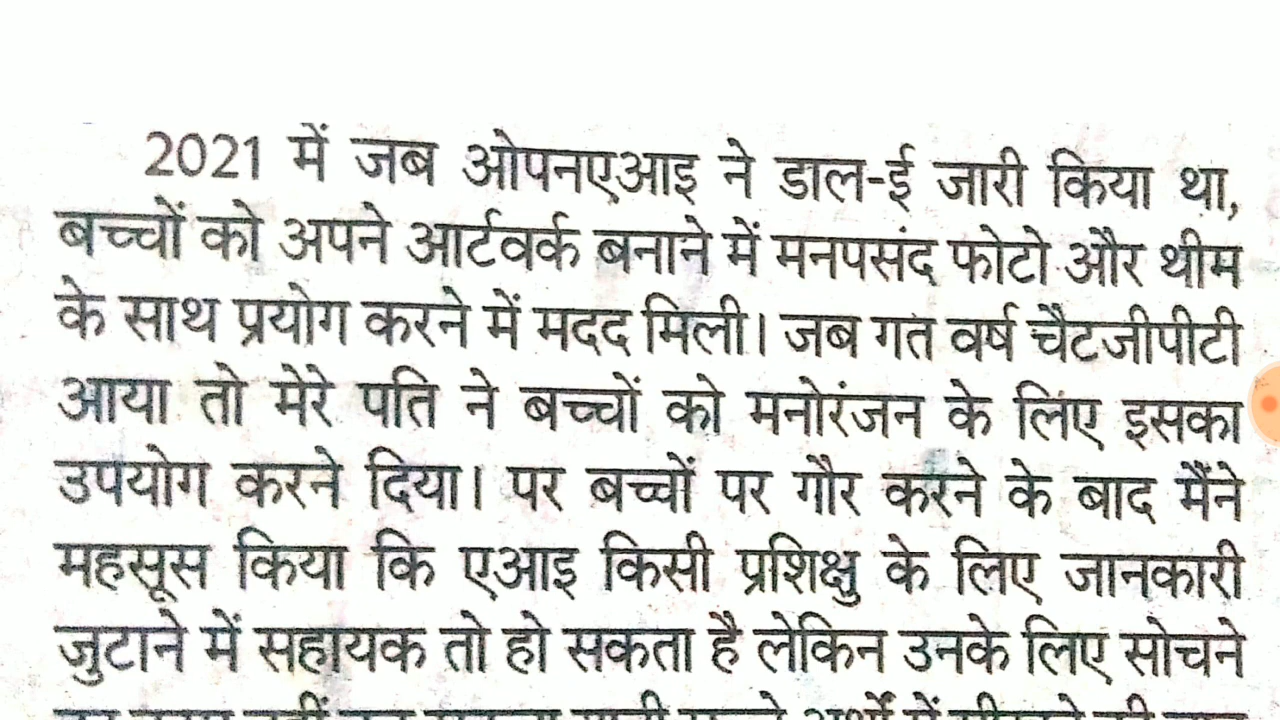 2021 में जब ओपनएआइ ने डाल-ई जारी किया था,
बच्चों को अपने आर्टवर्क बनाने में मनपसंद फोटो और थीम
के साथ प्रयोग करने में मदद मिली। जब गत वर्ष चैटजीपीटी
आया तो मेरे पति ने बच्चों को मनोरंजन के लिए इसका
उपयोग करने दिया। पर बच्चों पर गौर करने के बाद मैंने
महसूस किया कि एआइ किसी प्रशिक्षु के लिए जानकारी
जुटाने में सहायक तो हो सकता है लेकिन उनके लिए सोचने